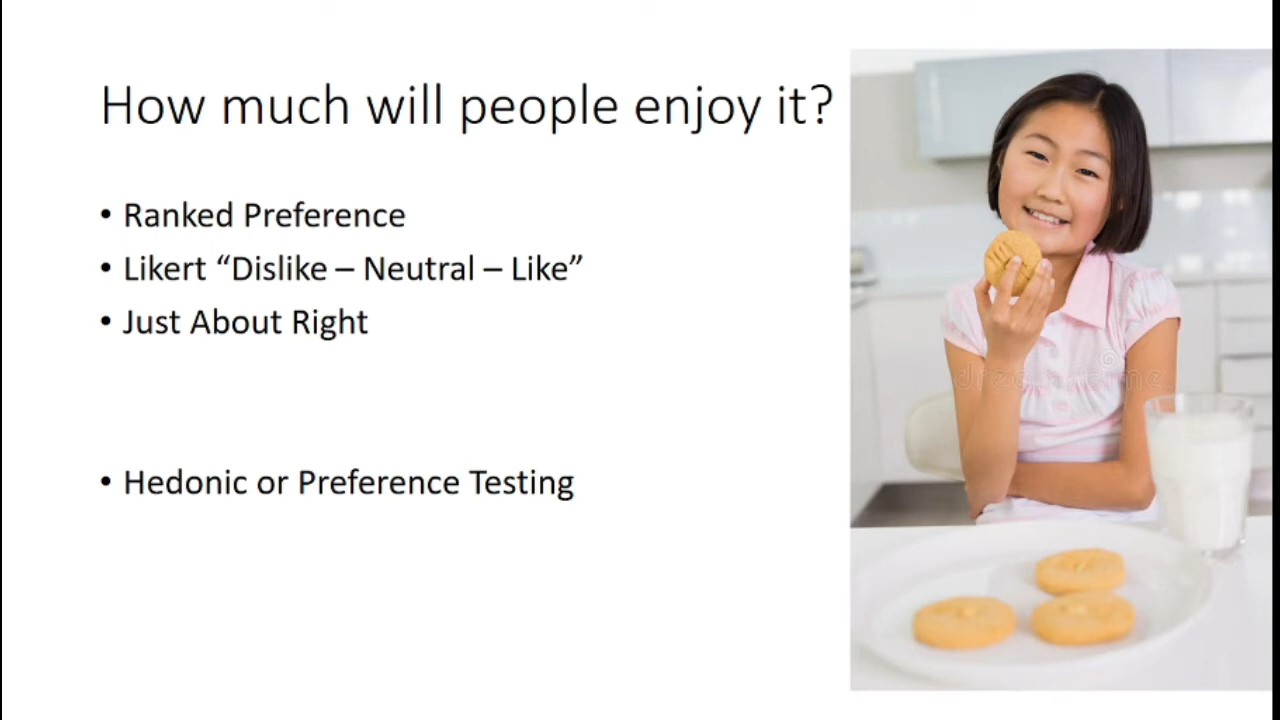 How much will people enjoy it?
• Ranked Preference
• Likert “Dislike – Neutral – Like”
• Just About Right
• Hedonic or Preference Testing
dreamstime